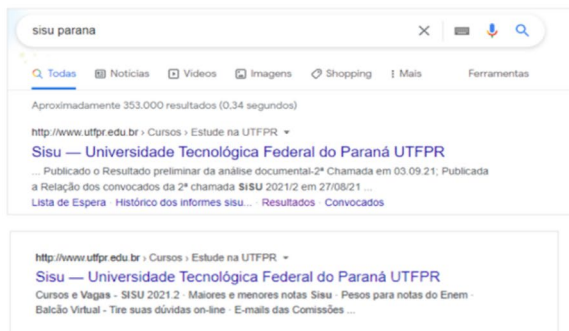 sisu parana
Todas Notícias Vídeos Imagens Shopping Mais Ferramentas
Aproximadamente 353.000 resultados (0,34 segundos)
http://www.utfpr.edu.br › Cursos › Estude na UTFPR
Sisu — Universidade Tecnológica Federal do Paraná UTFPR
... Publicado o Resultado preliminar da análise documental-2ª Chamada em 03.09.21; Publicada
a Relação dos convocados da 2ª chamada SiSU 2021/2 em 27/08/21 ...
Lista de Espera · Histórico dos informes sisu... · Resultados · Convocados
http://www.utfpr.edu.br › Cursos › Estude na UTFPR
Sisu — Universidade Tecnológica Federal do Paraná UTFPR
Cursos e Vagas - SISU 2021.2 · Maiores e menores notas Sisu · Pesos para notas do Enem ·
Balcão Virtual - Tire suas dúvidas on-line · E-mails das Comissões ...